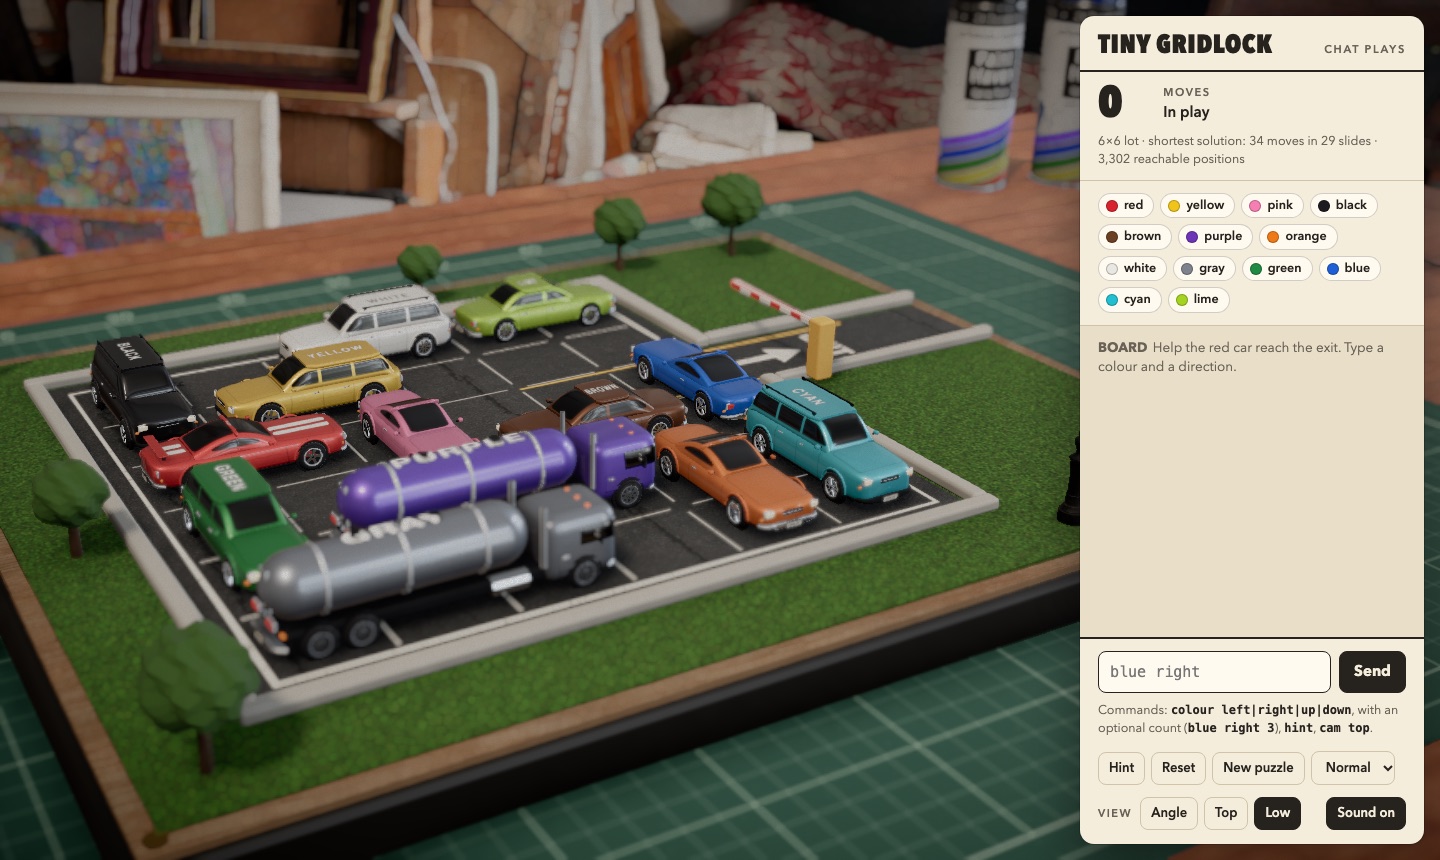 TINY GRIDLOCK
CHAT PLAYS
0
MOVES
In play
6×6 lot · shortest solution: 34 moves in 29 slides ·
3,302 reachable positions
red
yellow
pink
black
brown
purple
orange
white
gray
green
blue
cyan
lime
BOARD Help the red car reach the exit. Type a
colour and a direction.
blue right
Send
Commands: colour left|right|up|down, with an
optional count (blue right 3), hint, cam top.
Hint
Reset
New puzzle
Normal
VIEW
Angle
Top
Low
Sound on
WHITE
BLACK
YELLOW
BROWN
CYAN
PURPLE
GREEN
GRAY